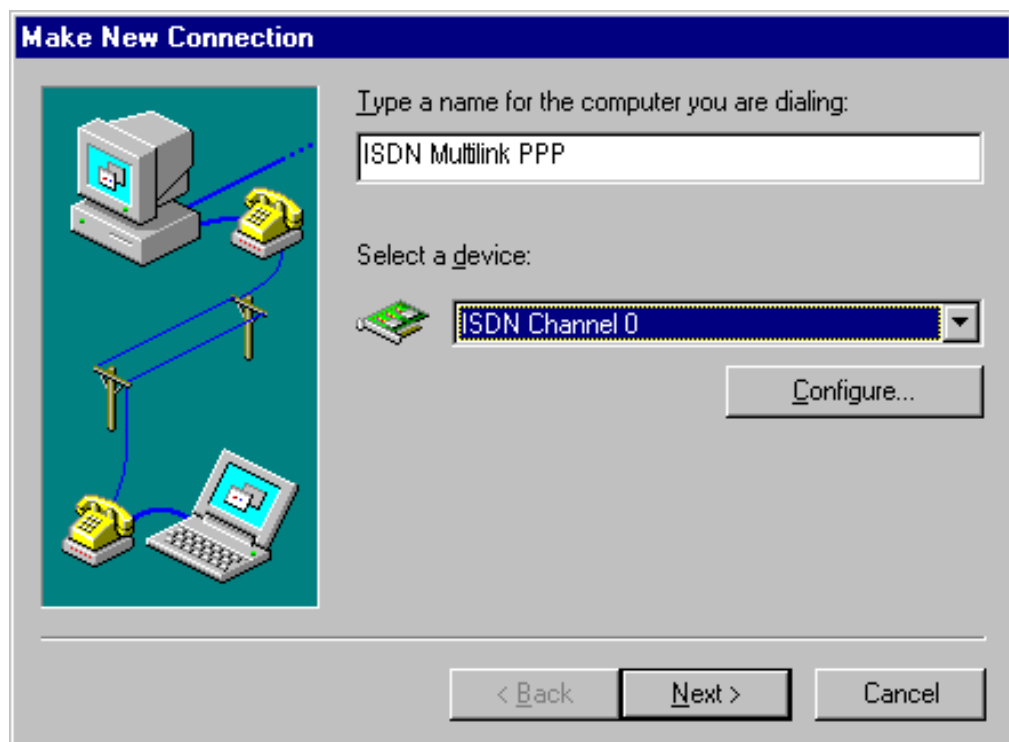 Make New Connection
Type a name for the computer you are dialing:
ISDN Multilink PPP
Select a device:
ISDN Channel 0
Configure...
< Back
Next >
Cancel